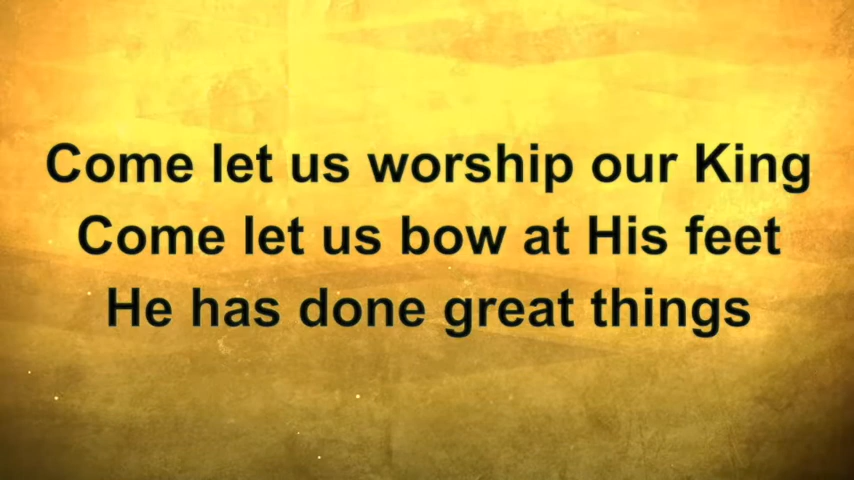 Come let us worship our King
Come let us bow at His feet
He has done great things